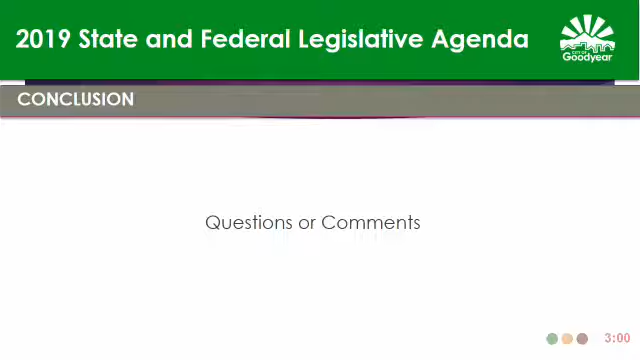 2019 State and Federal Legislative Agenda
CITY OF
Goodyear
CONCLUSION
Questions or Comments
3:00